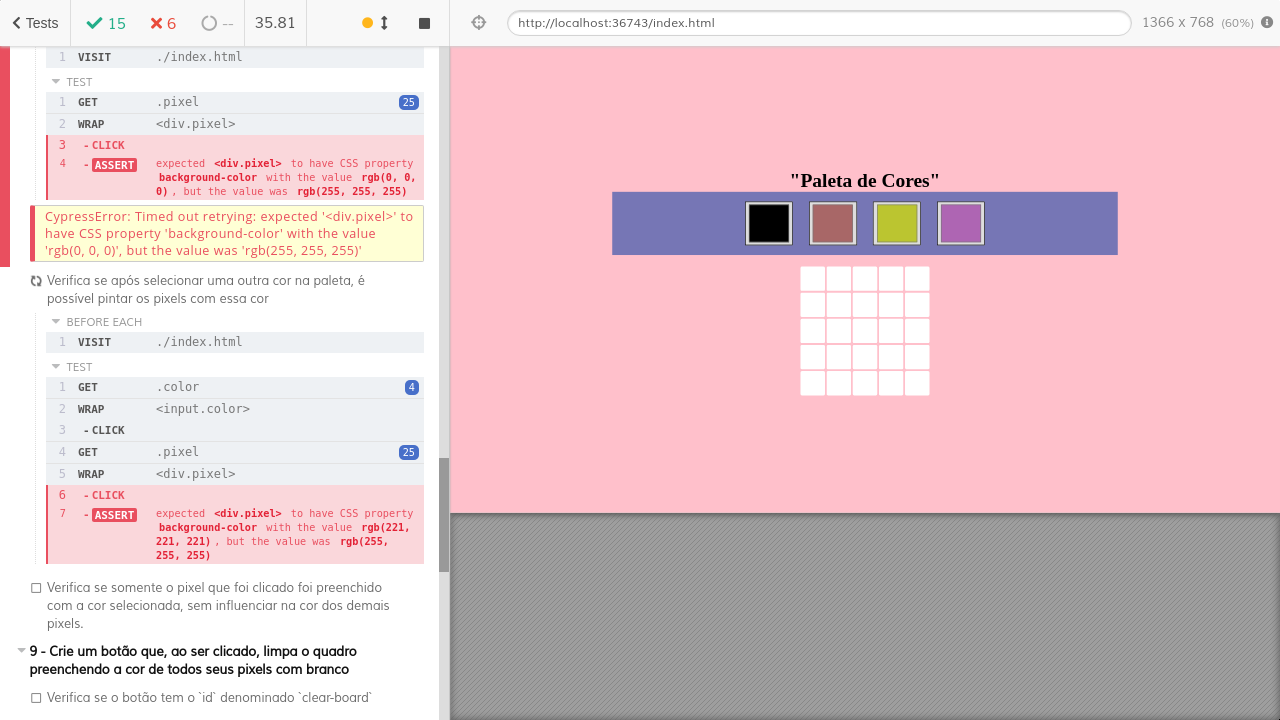 Tests 15 6 -- 35.81
http://localhost:36743/index.html 1366 x 768 (60%)
1 VISIT ./index.html
TEST
1 GET .pixel 25
2 WRAP <div.pixel>
3 - CLICK
4 - ASSERT expected <div.pixel> to have CSS property
background-color with the value rgb(0, 0,
0) , but the value was rgb(255, 255, 255)
CypressError: Timed out retrying: expected '<div.pixel>' to
have CSS property 'background-color' with the value
'rgb(0, 0, 0)', but the value was 'rgb(255, 255, 255)'
Verifica se após selecionar uma outra cor na paleta, é
possível pintar os pixels com essa cor
BEFORE EACH
1 VISIT ./index.html
TEST
1 GET .color 4
2 WRAP <input.color>
3 - CLICK
4 GET .pixel 25
5 WRAP <div.pixel>
6 - CLICK
7 - ASSERT expected <div.pixel> to have CSS property
background-color with the value rgb(221,
221, 221) , but the value was rgb(255,
255, 255)
Verifica se somente o pixel que foi clicado foi preenchido
com a cor selecionada, sem influenciar na cor dos demais
pixels.
9 - Crie um botão que, ao ser clicado, limpa o quadro
preenchendo a cor de todos seus pixels com branco
Verifica se o botão tem o `id` denominado `clear-board`
"Paleta de Cores"